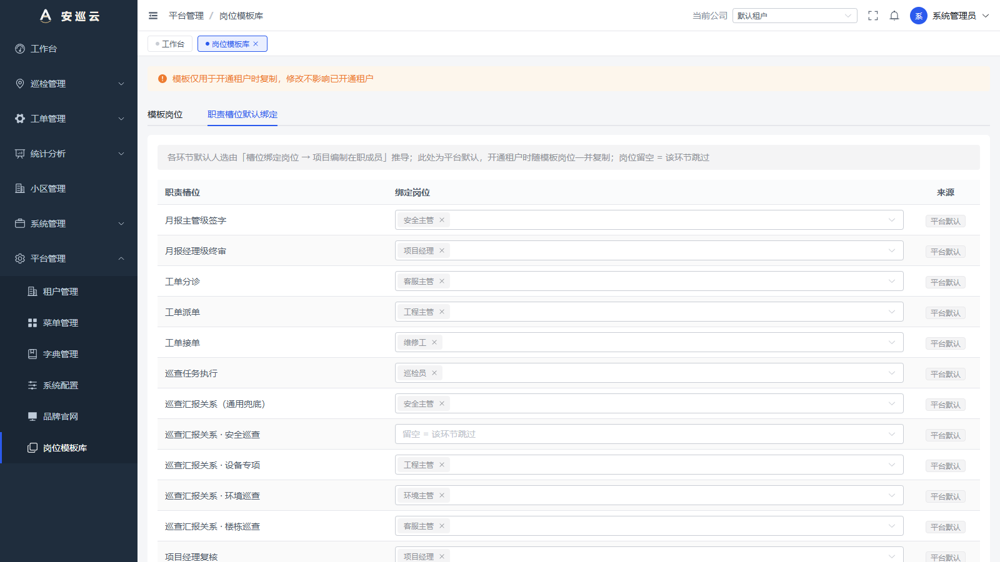 安巡云
平台管理 / 岗位模板库
当前公司 默认租户
系 系统管理员
工作台
岗位模板库
工作台
巡检管理
工单管理
统计分析
小区管理
系统管理
平台管理
租户管理
菜单管理
字典管理
系统配置
品牌官网
岗位模板库
模板仅用于开通租户时复制，修改不影响已开通租户
模板岗位 职责槽位默认绑定
各环节默认人选由「槽位绑定岗位 → 项目编制在职成员」推导；此处为平台默认，开通租户时随模板岗位一并复制；岗位留空 = 该环节跳过
职责槽位 绑定岗位 来源
月报主管级签字 安全主管 平台默认
月报经理级终审 项目经理 平台默认
工单分诊 客服主管 平台默认
工单派单 工程主管 平台默认
工单接单 维修工 平台默认
巡查任务执行 巡检员 平台默认
巡查汇报关系（通用兜底） 安全主管 平台默认
巡查汇报关系 · 安全巡查 留空 = 该环节跳过 平台默认
巡查汇报关系 · 设备专项 工程主管 平台默认
巡查汇报关系 · 环境巡查 环境主管 平台默认
巡查汇报关系 · 楼栋巡查 客服主管 平台默认
项目经理复核 项目经理 平台默认